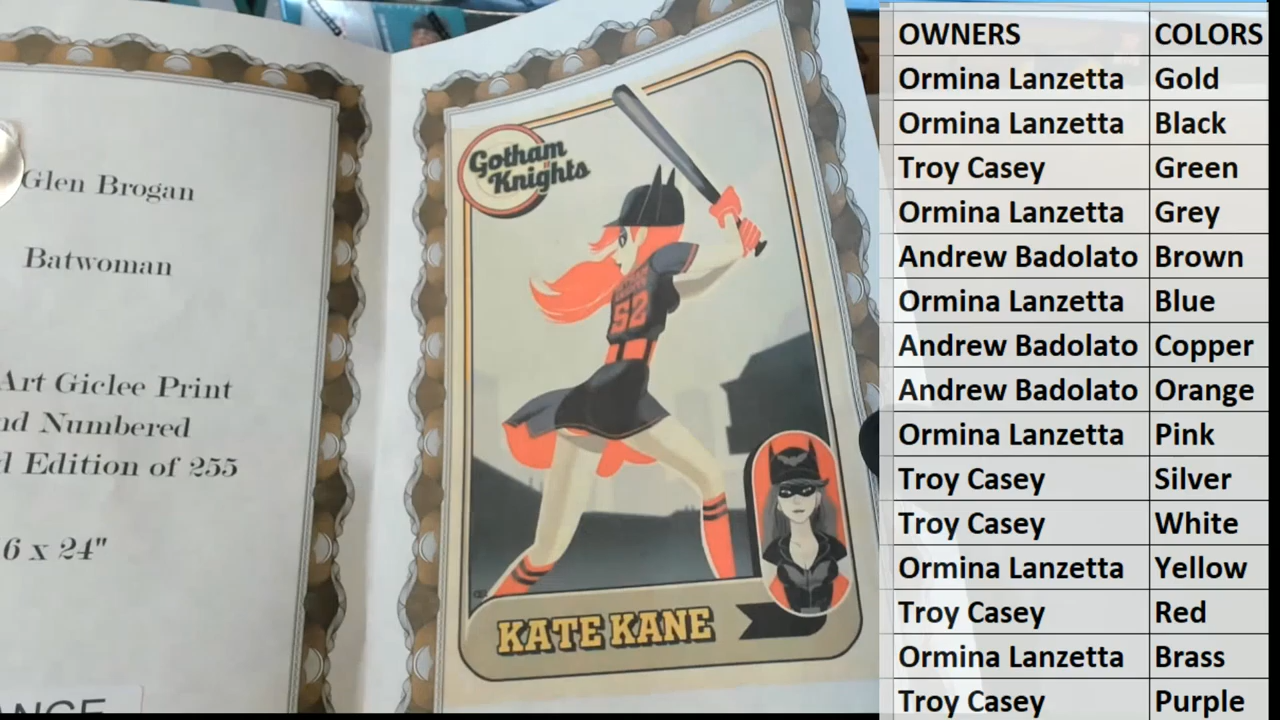 Glen Brogan
Batwoman
Art Giclee Print
Numbered
Edition of 255
6 x 24"
Gotham
Knights
52
KATE KANE
OWNERS COLORS
Ormina Lanzetta Gold
Ormina Lanzetta Black
Troy Casey Green
Ormina Lanzetta Grey
Andrew Badolato Brown
Ormina Lanzetta Blue
Andrew Badolato Copper
Andrew Badolato Orange
Ormina Lanzetta Pink
Troy Casey Silver
Troy Casey White
Ormina Lanzetta Yellow
Troy Casey Red
Ormina Lanzetta Brass
Troy Casey Purple